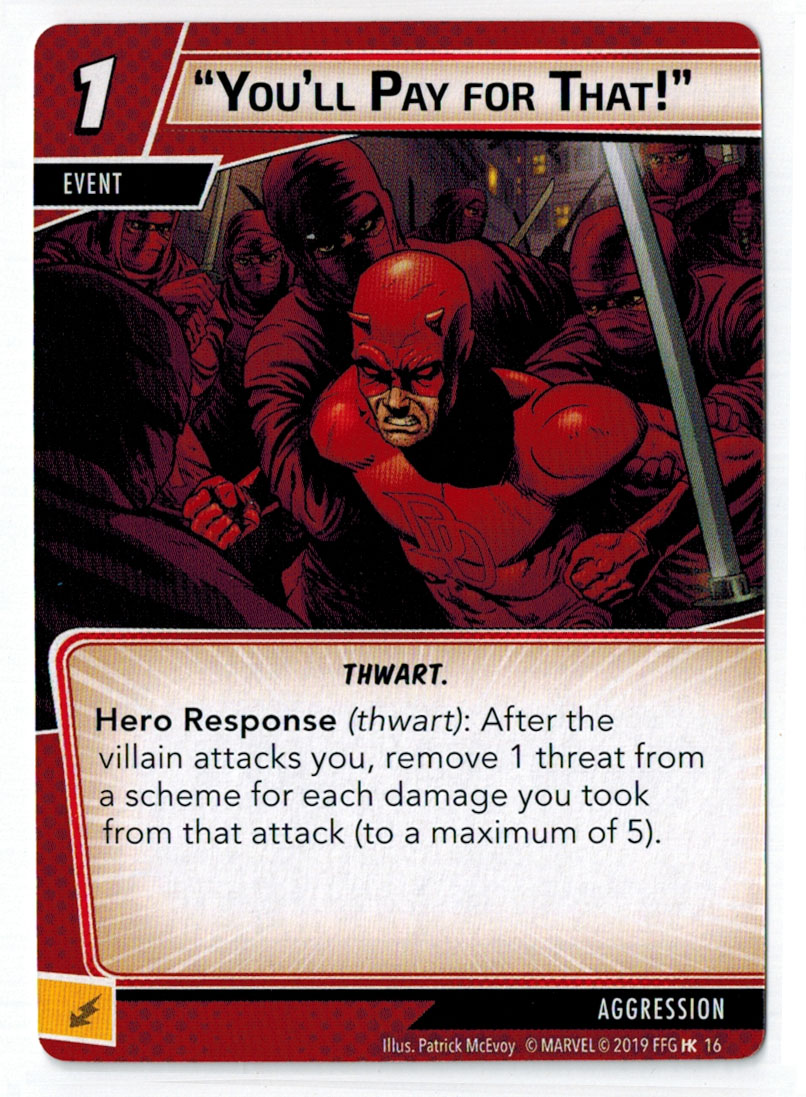 1
“You’ll Pay for That!”
EVENT
THWART.
Hero Response (thwart): After the
villain attacks you, remove 1 threat from
a scheme for each damage you took
from that attack (to a maximum of 5).
AGGRESSION
Illus. Patrick McEvoy © MARVEL © 2019 FFG HK 16